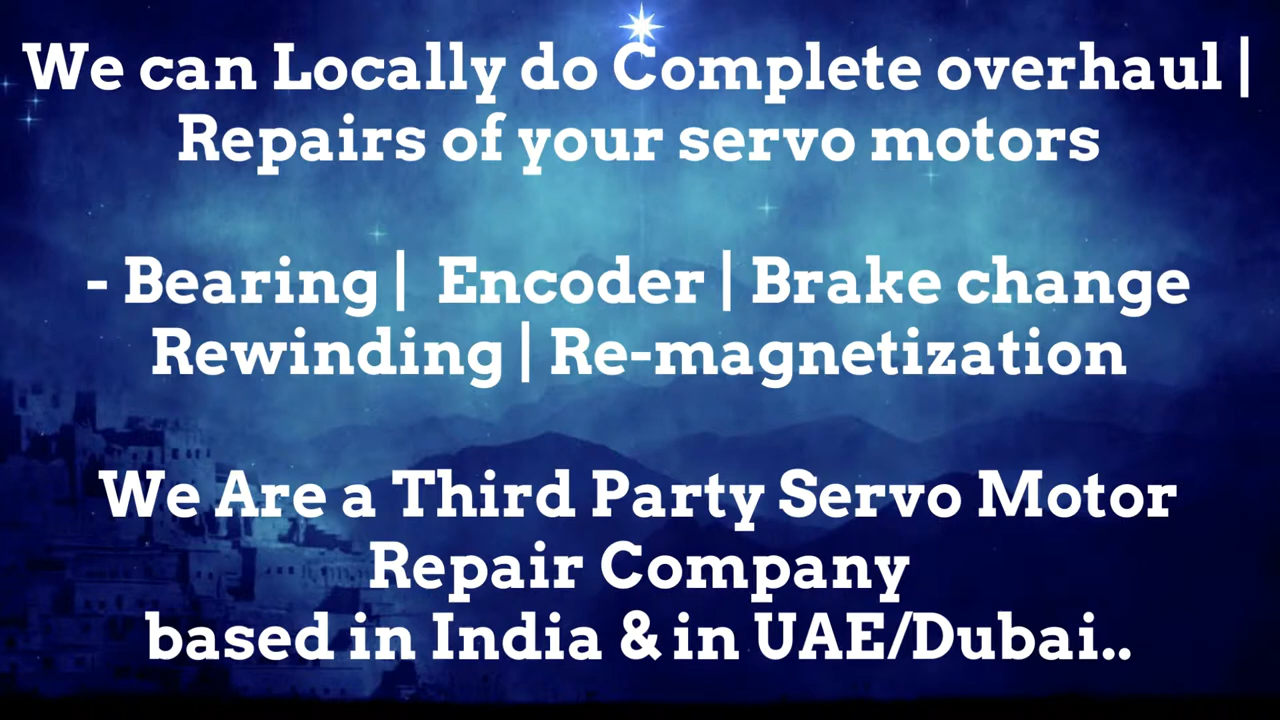 We can Locally do Complete overhaul |
Repairs of your servo motors
- Bearing | Encoder | Brake change
Rewinding | Re-magnetization
We Are a Third Party Servo Motor
Repair Company
based in India & in UAE/Dubai..